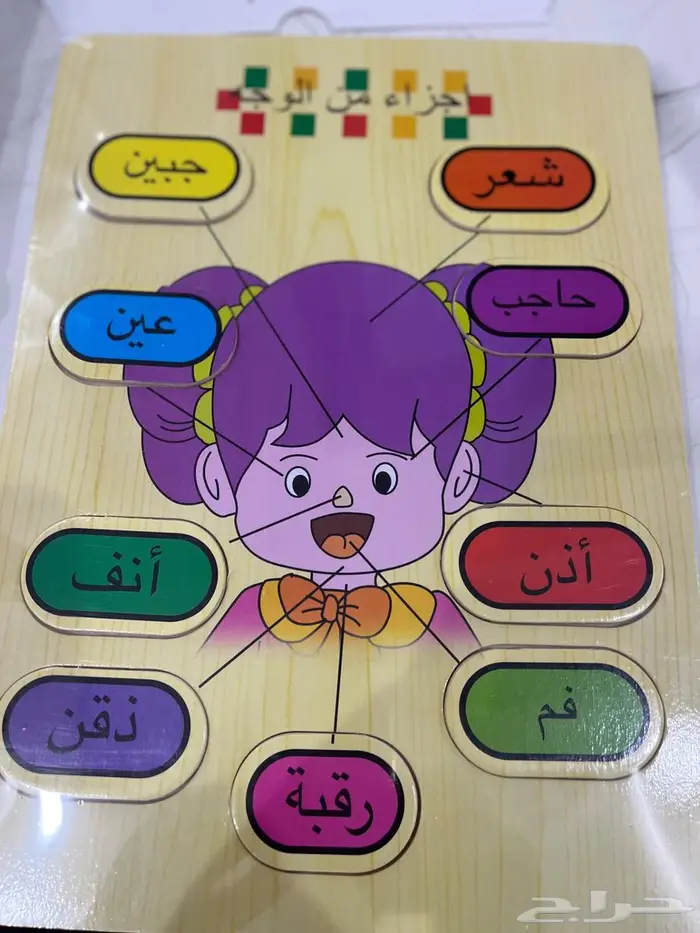 أجزاء من الوجه
شعر
جبين
حاجب
عين
أذن
أنف
فم
ذقن
رقبة
حراج